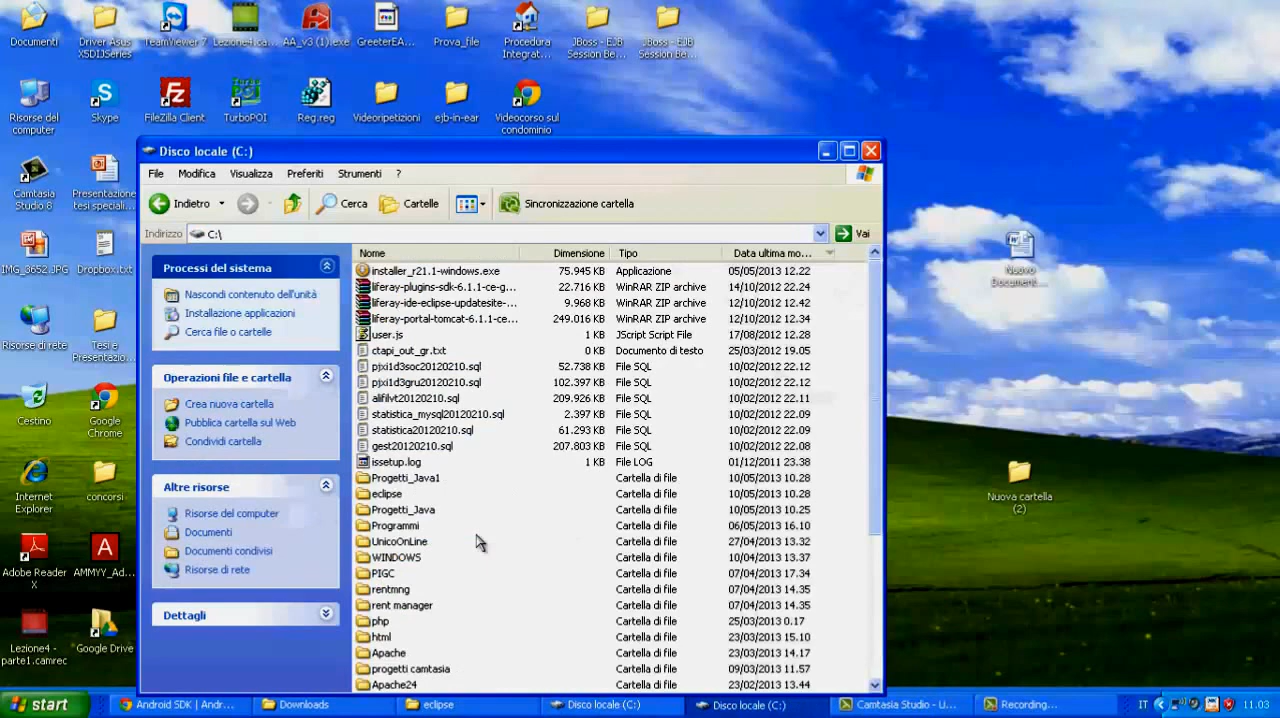 Documenti
Driver Asus
X5DIJSeries
TeamViewer 7
Lezione4.ca...
AA_v3 (1).exe
GreeterEA...
Prova_file
Procedura
Integrat...
JBoss - EJB
Session Be...
JBoss - EJB
Session Be...
Risorse del
computer
Skype
FileZilla Client
TurboPOI
Reg.reg
Videoripetizioni
ejb-in-ear
Videocorso sul
condominio
Camtasia
Studio 8
Presentazione
tesi speciali...
IMG_3652.JPG
Dropbox.txt
Risorse di rete
Tesi e
Presentazio...
Cestino
Google
Chrome
Internet
Explorer
concorsi
Adobe Reader
X
AMMYY_Ad...
Lezione4 -
parte1.camrec
Google Drive
Nuovo
Document...
Nuova cartella
(2)
Disco locale (C:)
File Modifica Visualizza Preferiti Strumenti ?
Indietro Cerca Cartelle Sincronizzazione cartella
Indirizzo C:\ Vai
Processi del sistema
Nascondi contenuto dell'unità
Installazione applicazioni
Cerca file o cartelle
Operazioni file e cartella
Crea nuova cartella
Pubblica cartella sul Web
Condividi cartella
Altre risorse
Risorse del computer
Documenti
Documenti condivisi
Risorse di rete
Dettagli
Nome Dimensione Tipo Data ultima mo...
installer_r21.1-windows.exe 75.945 KB Applicazione 05/05/2013 12.22
liferay-plugins-sdk-6.1.1-ce-g... 22.716 KB WinRAR ZIP archive 14/10/2012 22.24
liferay-ide-eclipse-updatesite-... 9.968 KB WinRAR ZIP archive 12/10/2012 12.42
liferay-portal-tomcat-6.1.1-ce... 249.016 KB WinRAR ZIP archive 12/10/2012 12.34
user.js 1 KB JScript Script File 17/08/2012 12.28
ctapi_out_gr.txt 0 KB Documento di testo 25/03/2012 19.05
pjxi1d3soc20120210.sql 52.738 KB File SQL 10/02/2012 22.12
pjxi1d3gru20120210.sql 102.397 KB File SQL 10/02/2012 22.12
alifilvt20120210.sql 209.926 KB File SQL 10/02/2012 22.11
statistica_mysql20120210.sql 2.397 KB File SQL 10/02/2012 22.09
statistica20120210.sql 61.293 KB File SQL 10/02/2012 22.09
gest20120210.sql 207.803 KB File SQL 10/02/2012 22.08
issetup.log 1 KB File LOG 01/12/2011 23.38
Progetti_Java1 Cartella di file 10/05/2013 10.28
eclipse Cartella di file 10/05/2013 10.28
Progetti_Java Cartella di file 10/05/2013 10.25
Programmi Cartella di file 06/05/2013 16.10
UnicoOnLine Cartella di file 27/04/2013 13.32
WINDOWS Cartella di file 10/04/2013 13.37
PIGC Cartella di file 07/04/2013 17.34
rentmng Cartella di file 07/04/2013 14.35
rent manager Cartella di file 07/04/2013 14.35
php Cartella di file 25/03/2013 0.17
html Cartella di file 23/03/2013 15.10
Apache Cartella di file 23/03/2013 14.17
progetti camtasia Cartella di file 09/03/2013 11.57
Apache24 Cartella di file 23/02/2013 13.44
start Android SDK | Andr... Downloads eclipse Disco locale (C:) Disco locale (C:) Camtasia Studio - U... Recording... IT 11.03